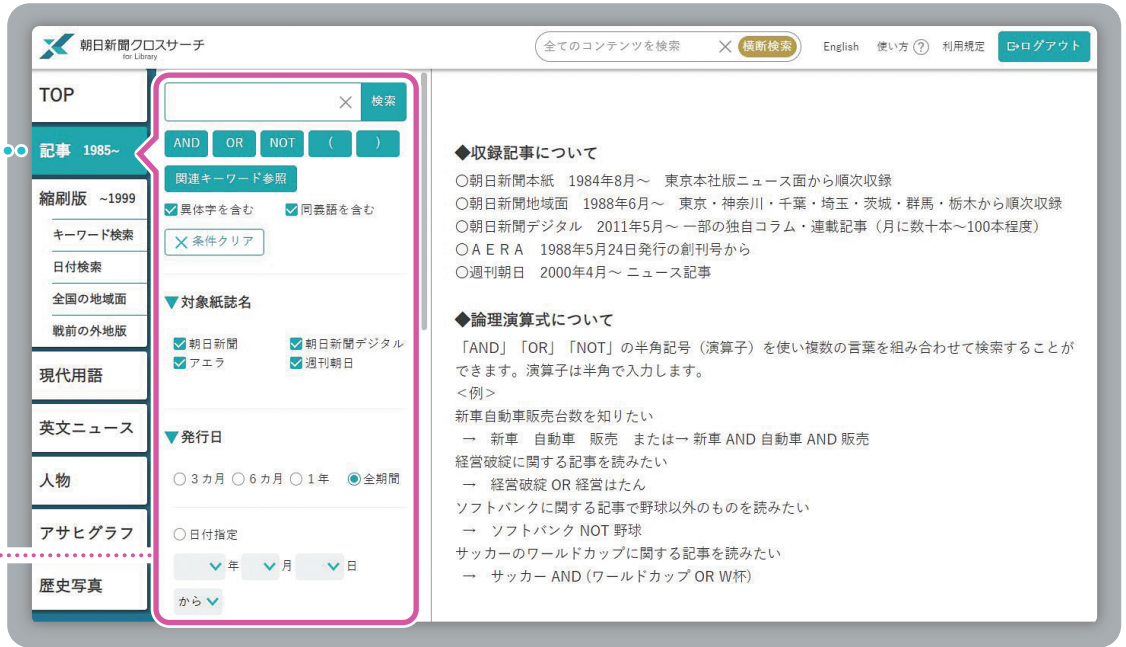 朝日新聞クロスサーチ
for Library
全てのコンテンツを検索 × 横断検索 English 使い方 ? 利用規定 ログアウト
TOP
記事 1985~
縮刷版 ~1999
キーワード検索
日付検索
全国の地域面
戦前の外地版
現代用語
英文ニュース
人物
アサヒグラフ
歴史写真
× 検索
AND OR NOT ( )
関連キーワード参照
異体字を含む 同義語を含む
×条件クリア
▼対象紙誌名
朝日新聞 朝日新聞デジタル
アエラ 週刊朝日
▼発行日
3カ月 6カ月 1年 全期間
日付指定
年 月 日
から
◆収録記事について
○朝日新聞本紙 1984年8月～ 東京本社版ニュース面から順次収録
○朝日新聞地域面 1988年6月～ 東京・神奈川・千葉・埼玉・茨城・群馬・栃木から順次収録
○朝日新聞デジタル 2011年5月～ 一部の独自コラム・連載記事（月に数十本～100本程度）
○ＡＥＲＡ 1988年5月24日発行の創刊号から
○週刊朝日 2000年4月～ ニュース記事
◆論理演算式について
「AND」「OR」「NOT」の半角記号（演算子）を使い複数の言葉を組み合わせて検索することが
できます。演算子は半角で入力します。
＜例＞
新車自動車販売台数を知りたい
→ 新車 自動車 販売 または→ 新車 AND 自動車 AND 販売
経営破綻に関する記事を読みたい
→ 経営破綻 OR 経営はたん
ソフトバンクに関する記事で野球以外のものを読みたい
→ ソフトバンク NOT 野球
サッカーのワールドカップに関する記事を読みたい
→ サッカー AND (ワールドカップ OR W杯)